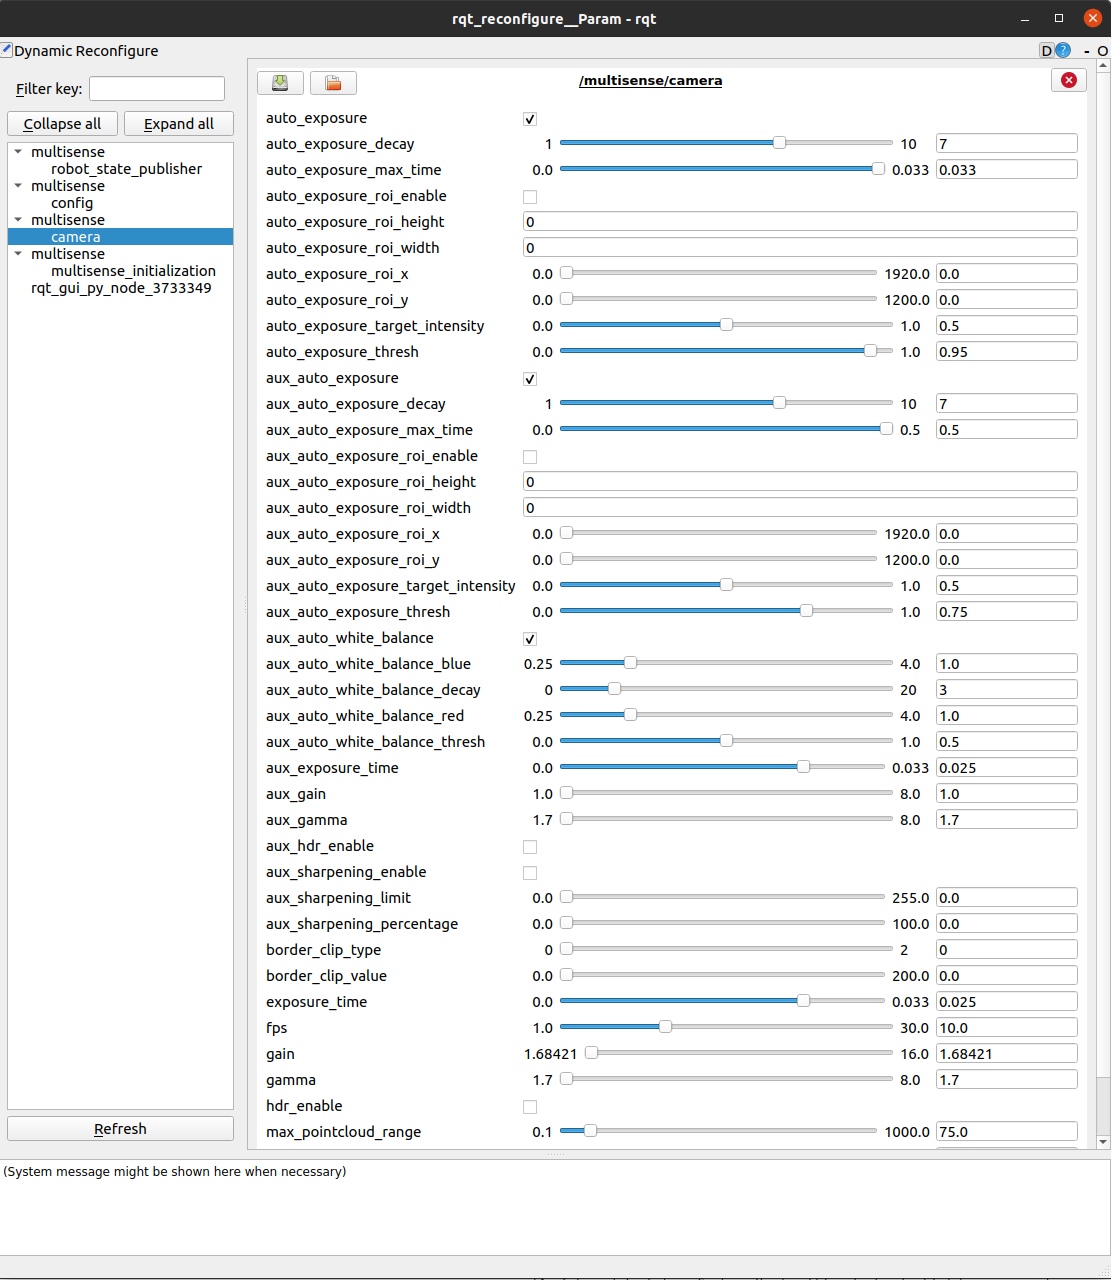 rqt_reconfigure__Param - rqt
Dynamic Reconfigure
D ? - O
Filter key:
Collapse all Expand all
multisense
robot_state_publisher
multisense
config
multisense
camera
multisense
multisense_initialization
rqt_gui_py_node_3733349
Refresh
/multisense/camera
auto_exposure
auto_exposure_decay 1 10 7
auto_exposure_max_time 0.0 0.033 0.033
auto_exposure_roi_enable
auto_exposure_roi_height 0
auto_exposure_roi_width 0
auto_exposure_roi_x 0.0 1920.0 0.0
auto_exposure_roi_y 0.0 1200.0 0.0
auto_exposure_target_intensity 0.0 1.0 0.5
auto_exposure_thresh 0.0 1.0 0.95
aux_auto_exposure
aux_auto_exposure_decay 1 10 7
aux_auto_exposure_max_time 0.0 0.5 0.5
aux_auto_exposure_roi_enable
aux_auto_exposure_roi_height 0
aux_auto_exposure_roi_width 0
aux_auto_exposure_roi_x 0.0 1920.0 0.0
aux_auto_exposure_roi_y 0.0 1200.0 0.0
aux_auto_exposure_target_intensity 0.0 1.0 0.5
aux_auto_exposure_thresh 0.0 1.0 0.75
aux_auto_white_balance
aux_auto_white_balance_blue 0.25 4.0 1.0
aux_auto_white_balance_decay 0 20 3
aux_auto_white_balance_red 0.25 4.0 1.0
aux_auto_white_balance_thresh 0.0 1.0 0.5
aux_exposure_time 0.0 0.033 0.025
aux_gain 1.0 8.0 1.0
aux_gamma 1.7 8.0 1.7
aux_hdr_enable
aux_sharpening_enable
aux_sharpening_limit 0.0 255.0 0.0
aux_sharpening_percentage 0.0 100.0 0.0
border_clip_type 0 2 0
border_clip_value 0.0 200.0 0.0
exposure_time 0.0 0.033 0.025
fps 1.0 30.0 10.0
gain 1.68421 16.0 1.68421
gamma 1.7 8.0 1.7
hdr_enable
max_pointcloud_range 0.1 1000.0 75.0
(System message might be shown here when necessary)